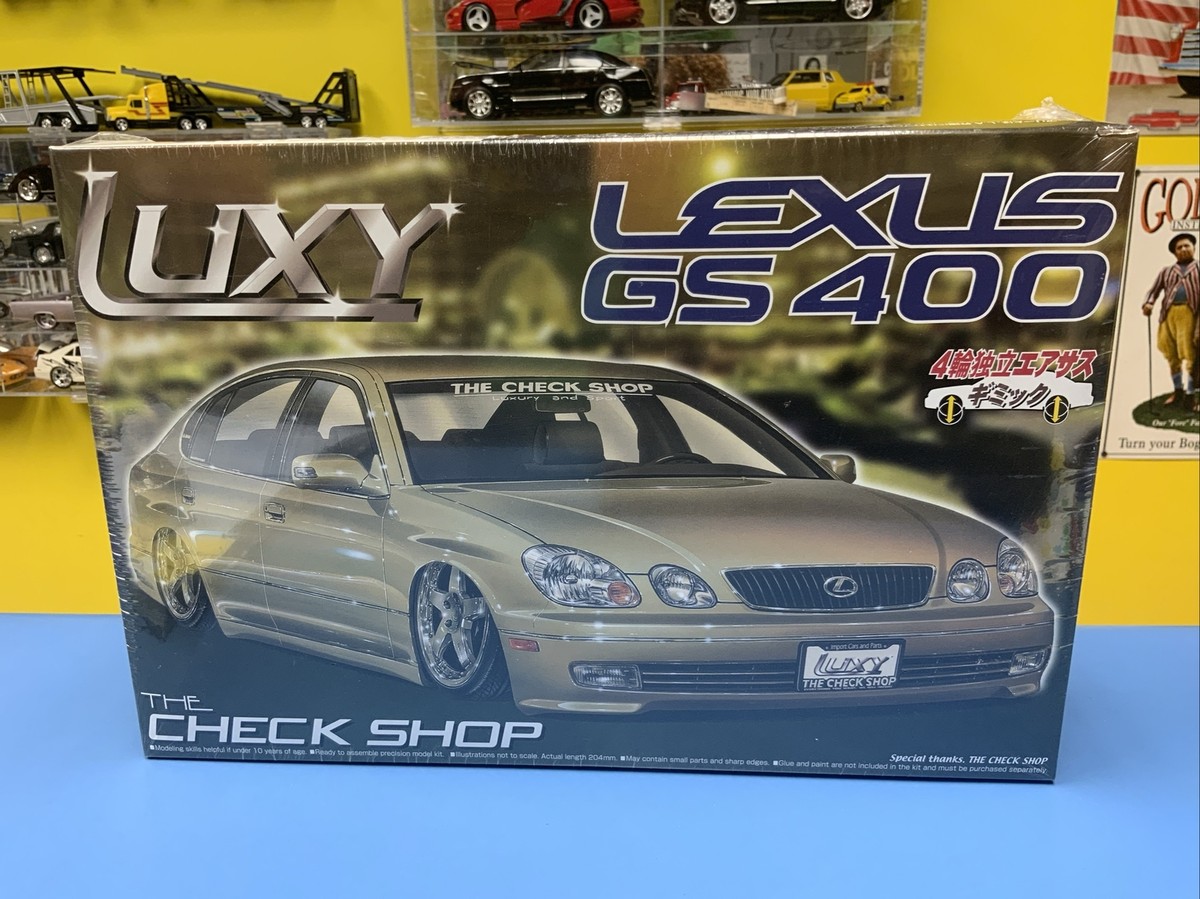 LUXY
LEXUS
GS 400
4輪独立エアサス
ギミック
THE CHECK SHOP
Luxury and Sport
Import Cars and Parts
LUXY
THE CHECK SHOP
THE
CHECK SHOP
■Modeling skills helpful if under 10 years of age. ■Ready to assemble precision model kit. ■Illustrations not to scale. Actual length 204mm. ■May contain small parts and sharp edges. ■Glue and paint are not included in the kit and must be purchased separately.
Special thanks. THE CHECK SHOP
Turn your